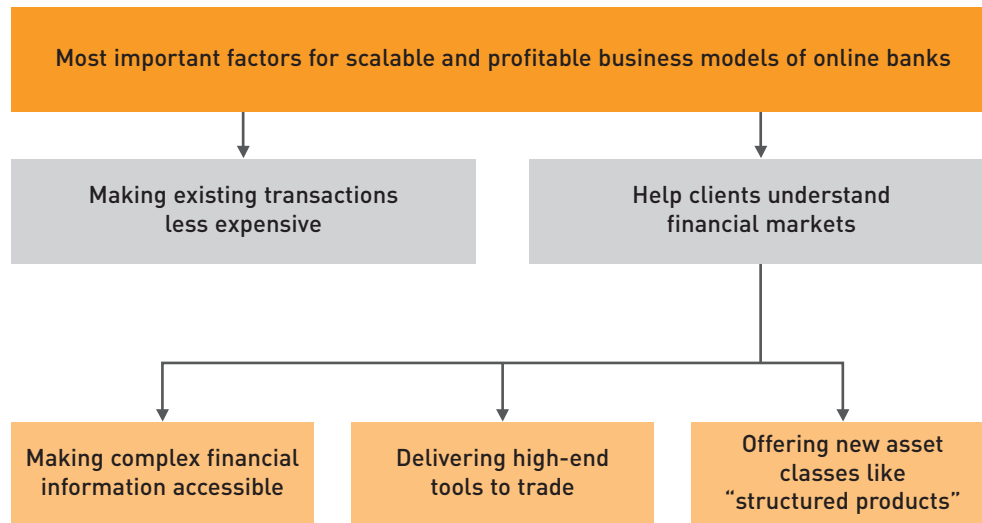 Most important factors for scalable and profitable business models of online banks
Making existing transactions
less expensive
Help clients understand
financial markets
Making complex financial
information accessible
Delivering high-end
tools to trade
Offering new asset
classes like
“structured products”